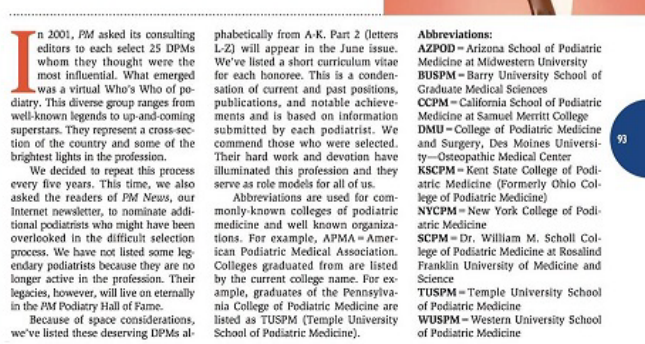 In 2001, PM asked its consulting
editors to each select 25 DPMs
whom they thought were the
most influential. What emerged
was a virtual Who's Who of po-
diatry. This diverse group ranges from
well-known legends to up-and-coming
superstars. They represent a cross-sec-
tion of the country and some of the
brightest lights in the profession.
We decided to repeat this process
every five years. This time, we also
asked the readers of PM News, our
Internet newsletter, to nominate addi-
tional podiatrists who might have been
overlooked in the difficult selection
process. We have not listed some leg-
endary podiatrists because they are no
longer active in the profession. Their
legacies, however, will live on eternally
in the PM Podiatry Hall of Fame.
Because of space considerations,
we've listed these deserving DPMs al-
phabetically from A-K. Part 2 (letters
L-Z) will appear in the June issue.
We've listed a short curriculum vitae
for each honoree. This is a conden-
sation of current and past positions,
publications, and notable achieve-
ments and is based on information
submitted by each podiatrist. We
commend those who were selected.
Their hard work and devotion have
illuminated this profession and they
serve as role models for all of us.
Abbreviations are used for com-
monly-known colleges of podiatric
medicine and well known organiza-
tions. For example, APMA = Amer-
ican Podiatric Medical Association.
Colleges graduated from are listed
by the current college name. For ex-
ample, graduates of the Pennsylva-
nia College of Podiatric Medicine are
listed as TUSPM (Temple University
School of Podiatric Medicine).
Abbreviations:
AZPOD = Arizona School of Podiatric
Medicine at Midwestern University
BUSPM = Barry University School of
Graduate Medical Sciences
CCPM = California School of Podiatric
Medicine at Samuel Merritt College
DMU = College of Podiatric Medicine
and Surgery, Des Moines Universi-
ty—Osteopathic Medical Center
KSCPM = Kent State College of Podi-
atric Medicine (Formerly Ohio Col-
lege of Podiatric Medicine)
NYCPM = New York College of Podi-
atric Medicine
SCPM = Dr. William M. Scholl Col-
lege of Podiatric Medicine at Rosalind
Franklin University of Medicine and
Science
TUSPM = Temple University School
of Podiatric Medicine
WUSPM = Western University School
of Podiatric Medicine
93